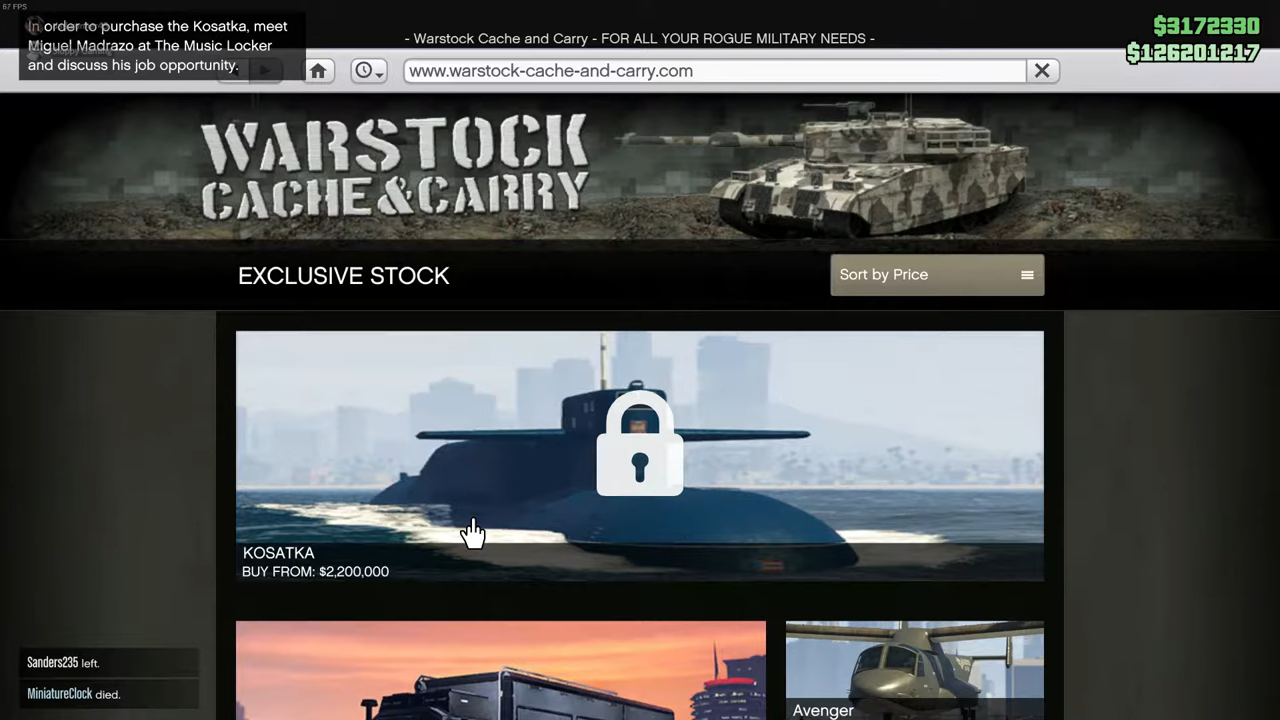 67 FPS
In order to purchase the Kosatka, meet
Miguel Madrazo at The Music Locker
and discuss his job opportunity.
- Warstock Cache and Carry - FOR ALL YOUR ROGUE MILITARY NEEDS -
$3172330
$126201217
www.warstock-cache-and-carry.com
WARSTOCK
CACHE&CARRY
EXCLUSIVE STOCK
Sort by Price
KOSATKA
BUY FROM: $2,200,000
Avenger
Sanders235 left.
MiniatureClock died.